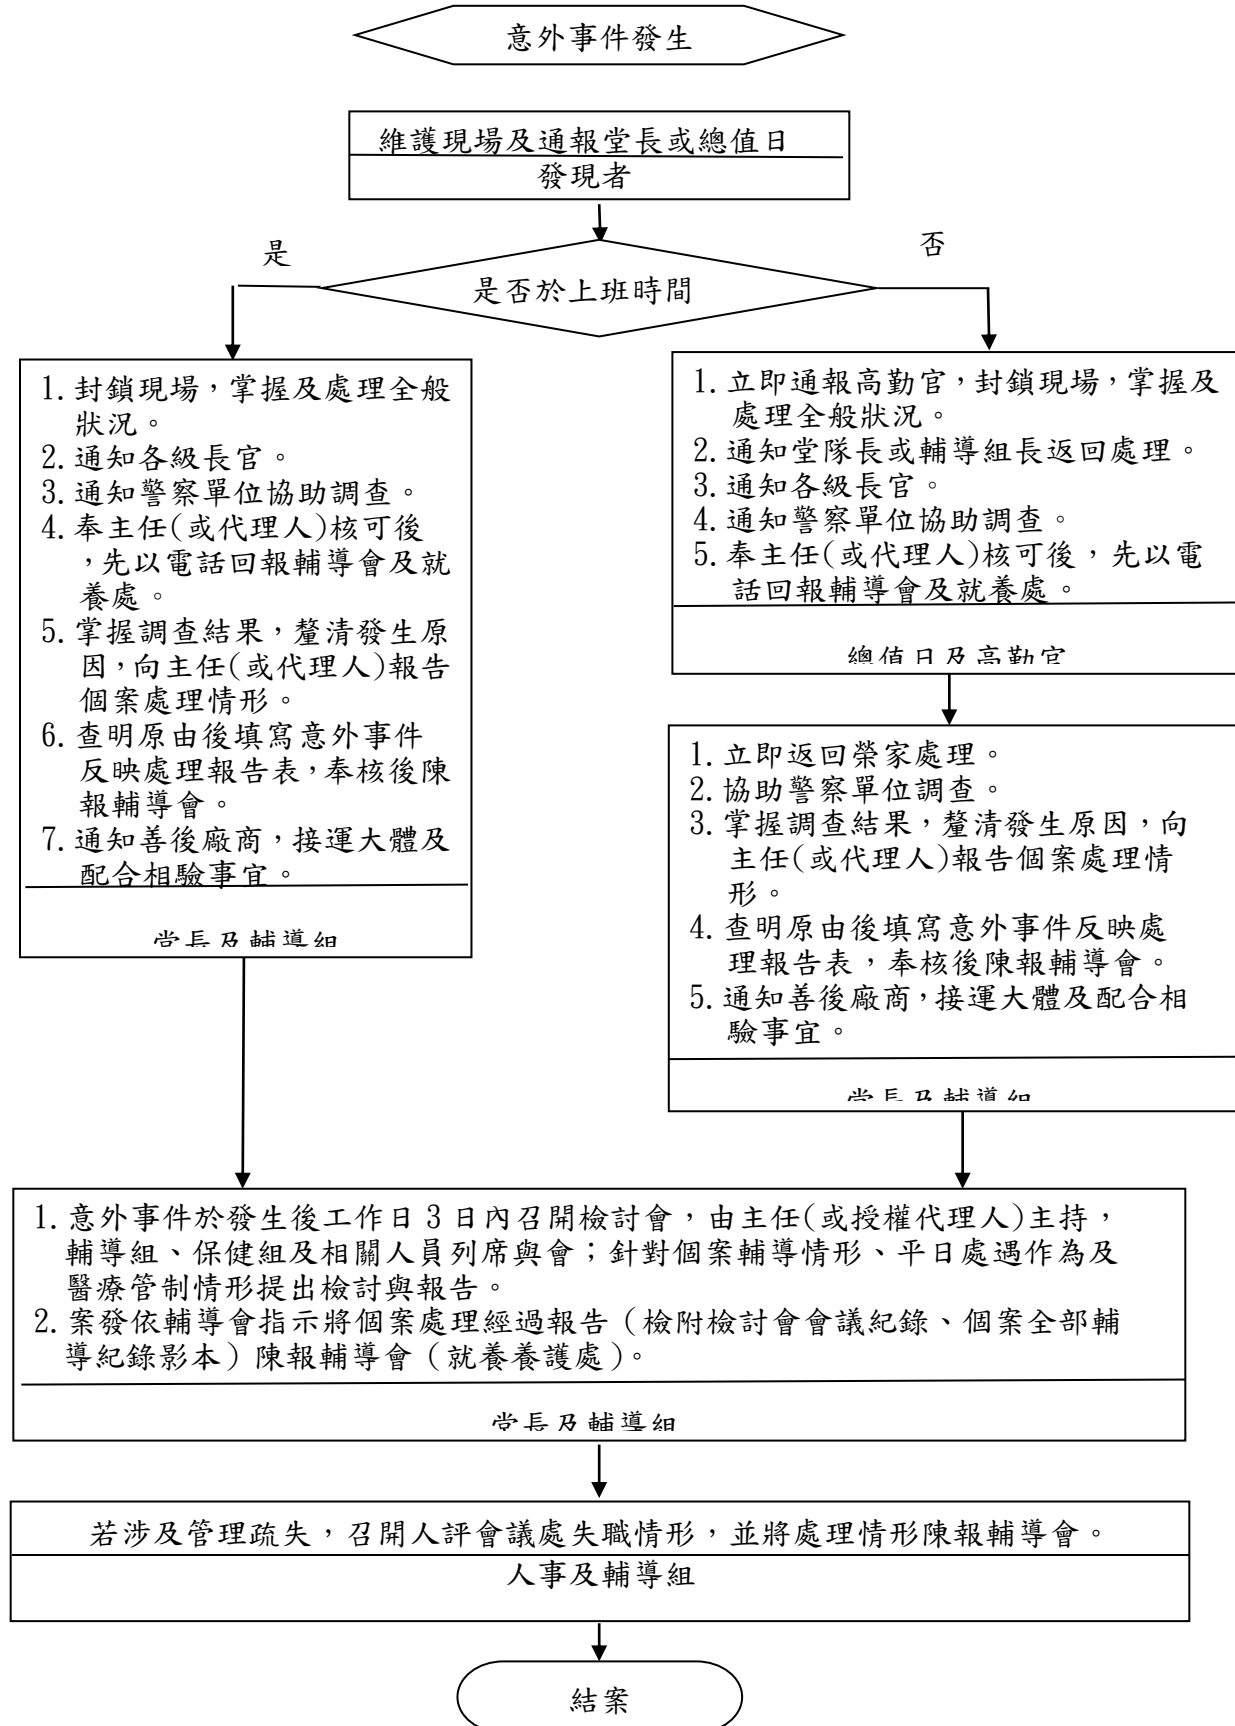 意外事件發生
維護現場及通報堂長或總值日
發現者
是否於上班時間
是
否
1. 封鎖現場，掌握及處理全般
狀況。
2. 通知各級長官。
3. 通知警察單位協助調查。
4. 奉主任(或代理人)核可後
，先以電話回報輔導會及就
養處。
5. 掌握調查結果，釐清發生原
因，向主任(或代理人)報告
個案處理情形。
6. 查明原由後填寫意外事件
反映處理報告表，奉核後陳
報輔導會。
7. 通知善後廠商，接運大體及
配合相驗事宜。
堂長及輔導組
1. 立即通報高勤官，封鎖現場，掌握及
處理全般狀況。
2. 通知堂隊長或輔導組長返回處理。
3. 通知各級長官。
4. 通知警察單位協助調查。
5. 奉主任(或代理人)核可後，先以電
話回報輔導會及就養處。
總值日及高勤官
1. 立即返回榮家處理。
2. 協助警察單位調查。
3. 掌握調查結果，釐清發生原因，向
主任(或代理人)報告個案處理情
形。
4. 查明原由後填寫意外事件反映處
理報告表，奉核後陳報輔導會。
5. 通知善後廠商，接運大體及配合相
驗事宜。
堂長及輔導組
1. 意外事件於發生後工作日 3 日內召開檢討會，由主任(或授權代理人)主持，
輔導組、保健組及相關人員列席與會；針對個案輔導情形、平日處遇作為及
醫療管制情形提出檢討與報告。
2. 案發依輔導會指示將個案處理經過報告（檢附檢討會會議紀錄、個案全部輔
導紀錄影本）陳報輔導會（就養養護處）。
堂長及輔導組
若涉及管理疏失，召開人評會議處失職情形，並將處理情形陳報輔導會。
人事及輔導組
結案